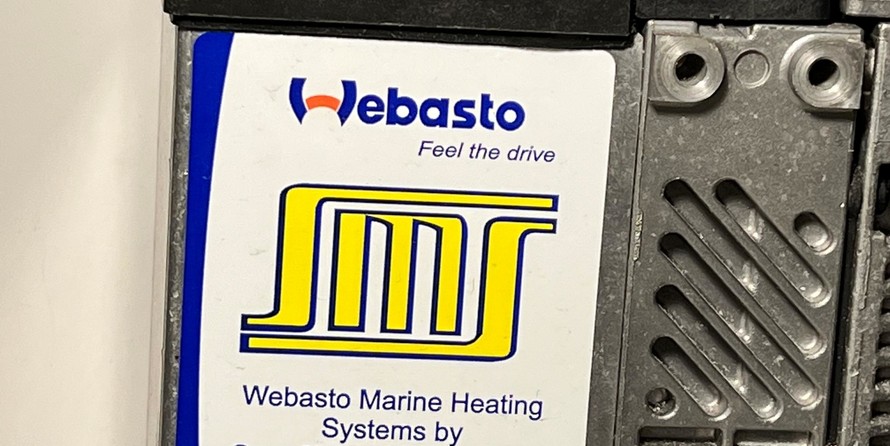 Webasto
Feel the drive
SMS
Webasto Marine Heating
Systems by